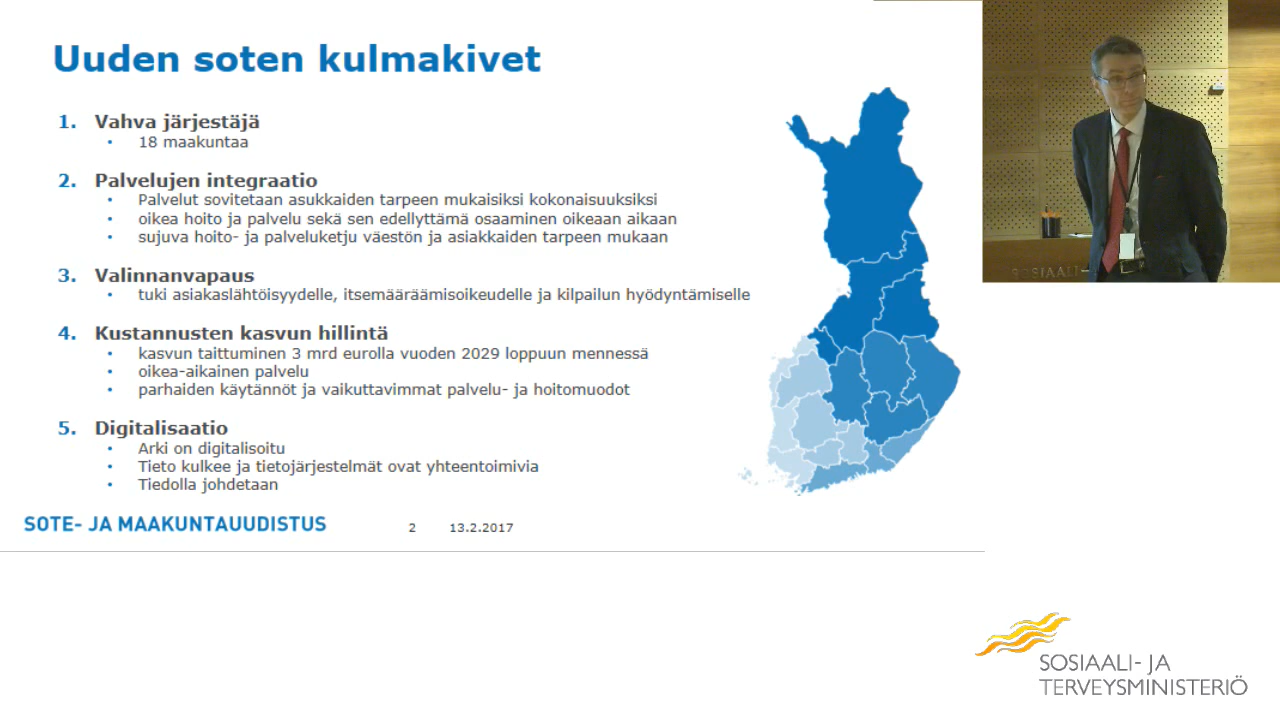 Uuden soten kulmakivet
1. Vahva järjestäjä
• 18 maakuntaa
2. Palvelujen integraatio
• Palvelut sovitetaan asukkaiden tarpeen mukaisiksi kokonaisuuksiksi
• oikea hoito ja palvelu sekä sen edellyttämä osaaminen oikeaan aikaan
• sujuva hoito- ja palveluketju väestön ja asiakkaiden tarpeen mukaan
3. Valinnanvapaus
• tuki asiakaslähtöisyydelle, itsemääräämisoikeudelle ja kilpailun hyödyntämiselle
4. Kustannusten kasvun hillintä
• kasvun taittuminen 3 mrd eurolla vuoden 2029 loppuun mennessä
• oikea-aikainen palvelu
• parhaiden käytännöt ja vaikuttavimmat palvelu- ja hoitomuodot
5. Digitalisaatio
• Arki on digitalisoitu
• Tieto kulkee ja tietojärjestelmät ovat yhteentoimivia
• Tiedolla johdetaan
SOTE- JA MAAKUNTAUUDISTUS 2 13.2.2017
SOSIAALI-
SOSIAALI- JA
TERVEYSMINISTERIÖ